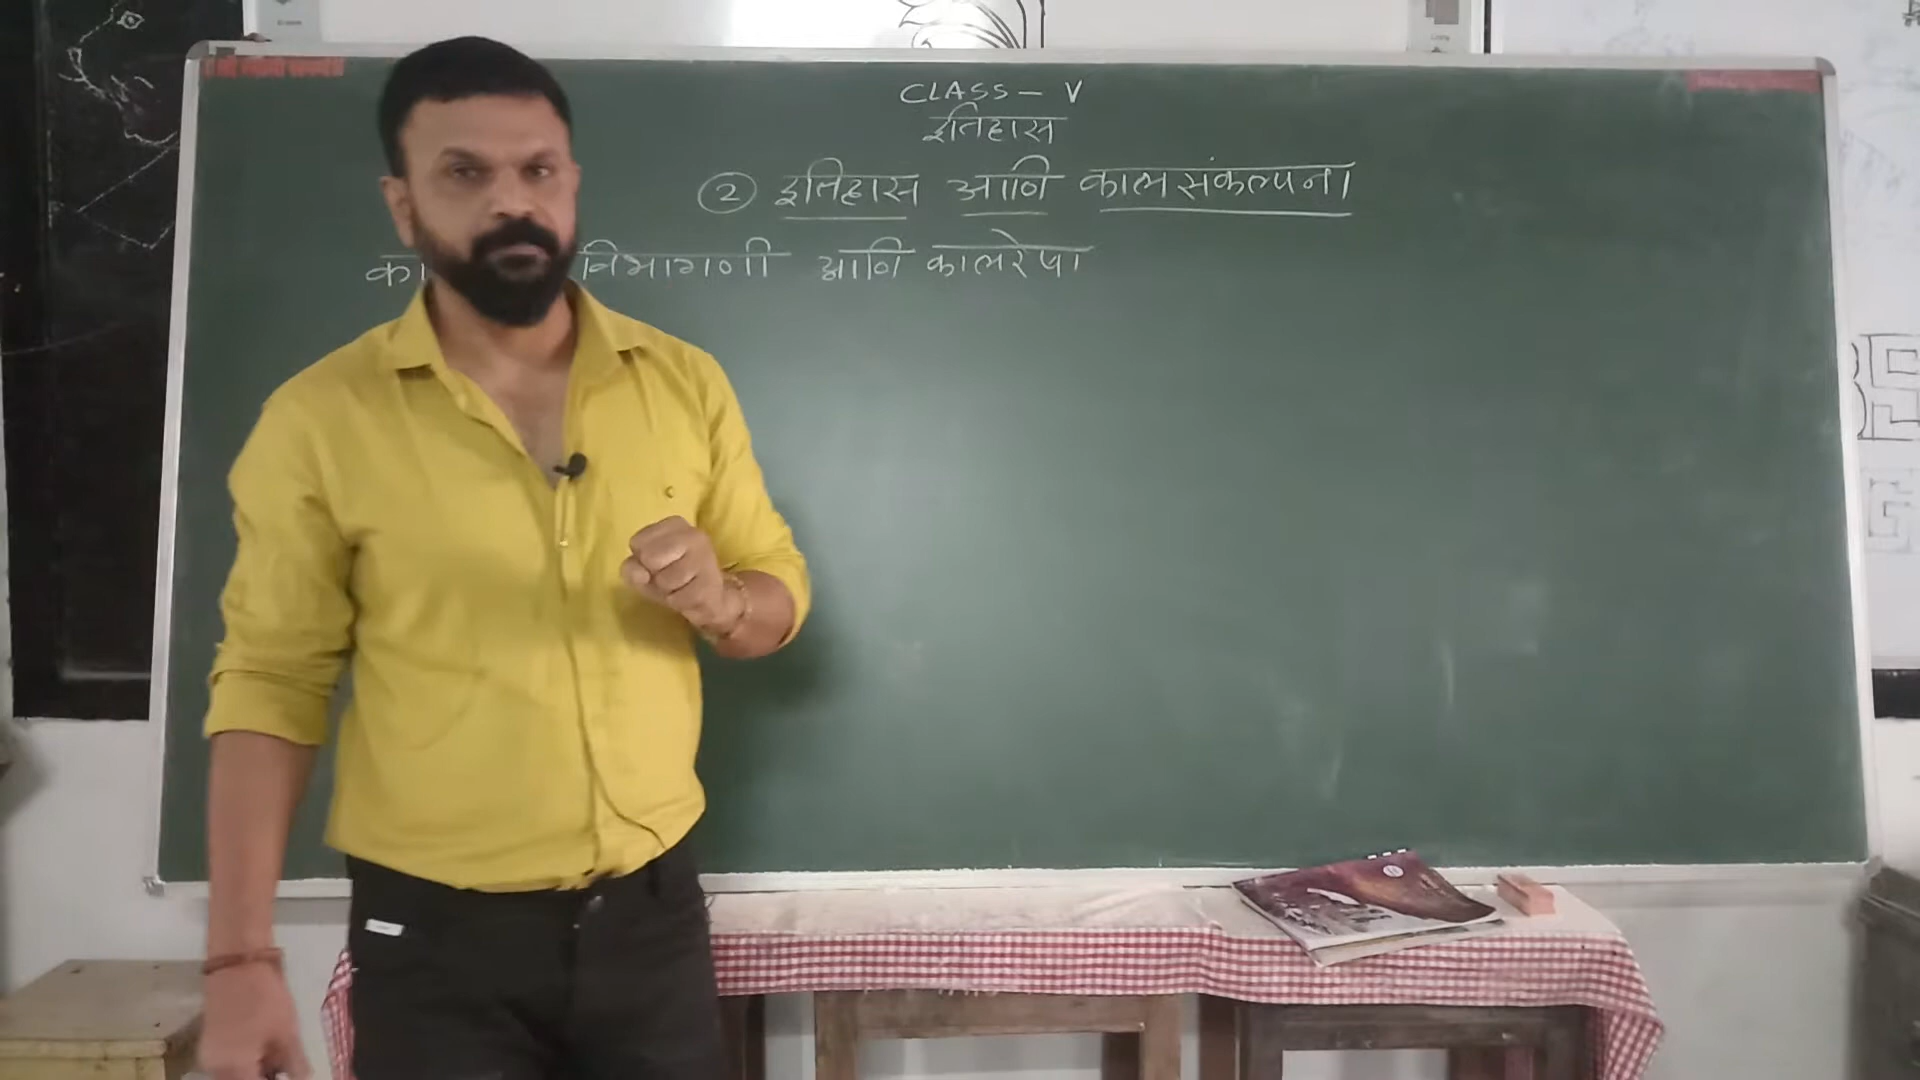 CLASS – V
इतिहास
② इतिहास आणि कालसंकल्पना
विभागणी आणि कालरेषा